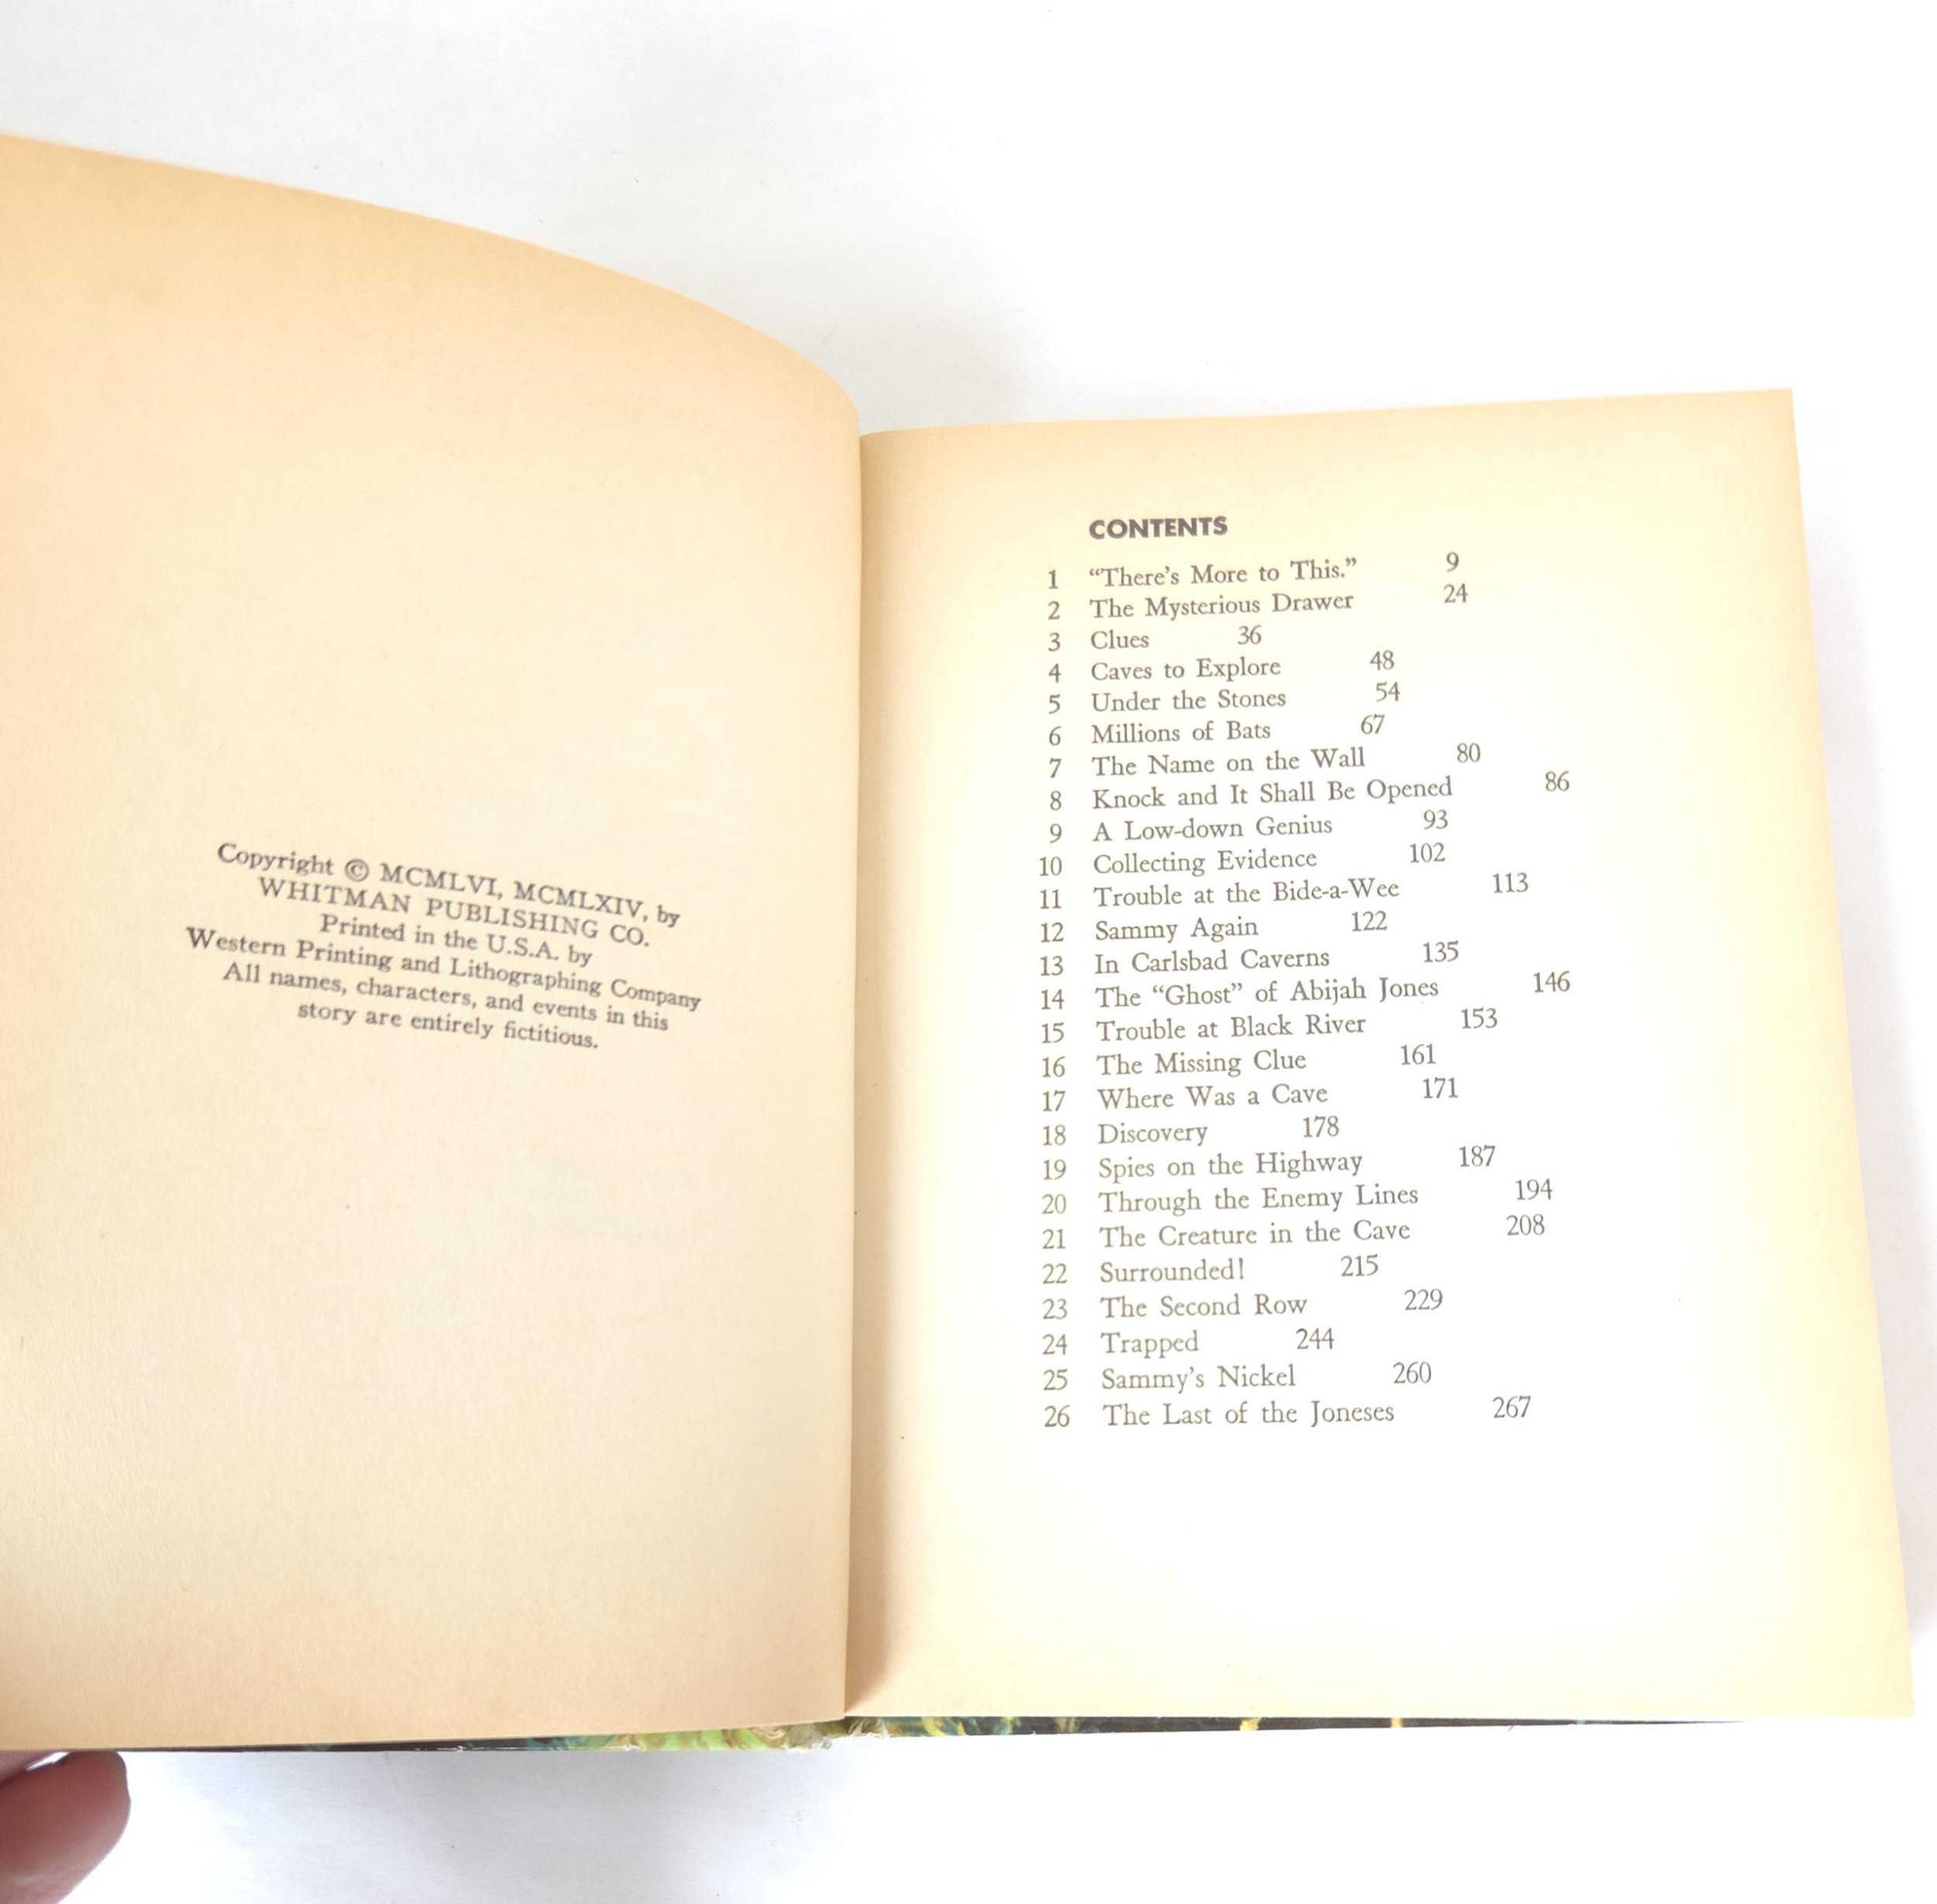 Copyright © MCMLVI, MCMLXIV, by
WHITMAN PUBLISHING CO.
Printed in the U.S.A. by
Western Printing and Lithographing Company
All names, characters, and events in this
story are entirely fictitious.
CONTENTS
1 “There’s More to This.” 9
2 The Mysterious Drawer 24
3 Clues 36
4 Caves to Explore 48
5 Under the Stones 54
6 Millions of Bats 67
7 The Name on the Wall 80
8 Knock and It Shall Be Opened 86
9 A Low-down Genius 93
10 Collecting Evidence 102
11 Trouble at the Bide-a-Wee 113
12 Sammy Again 122
13 In Carlsbad Caverns 135
14 The “Ghost” of Abijah Jones 146
15 Trouble at Black River 153
16 The Missing Clue 161
17 Where Was a Cave 171
18 Discovery 178
19 Spies on the Highway 187
20 Through the Enemy Lines 194
21 The Creature in the Cave 208
22 Surrounded! 215
23 The Second Row 229
24 Trapped 244
25 Sammy’s Nickel 260
26 The Last of the Joneses 267